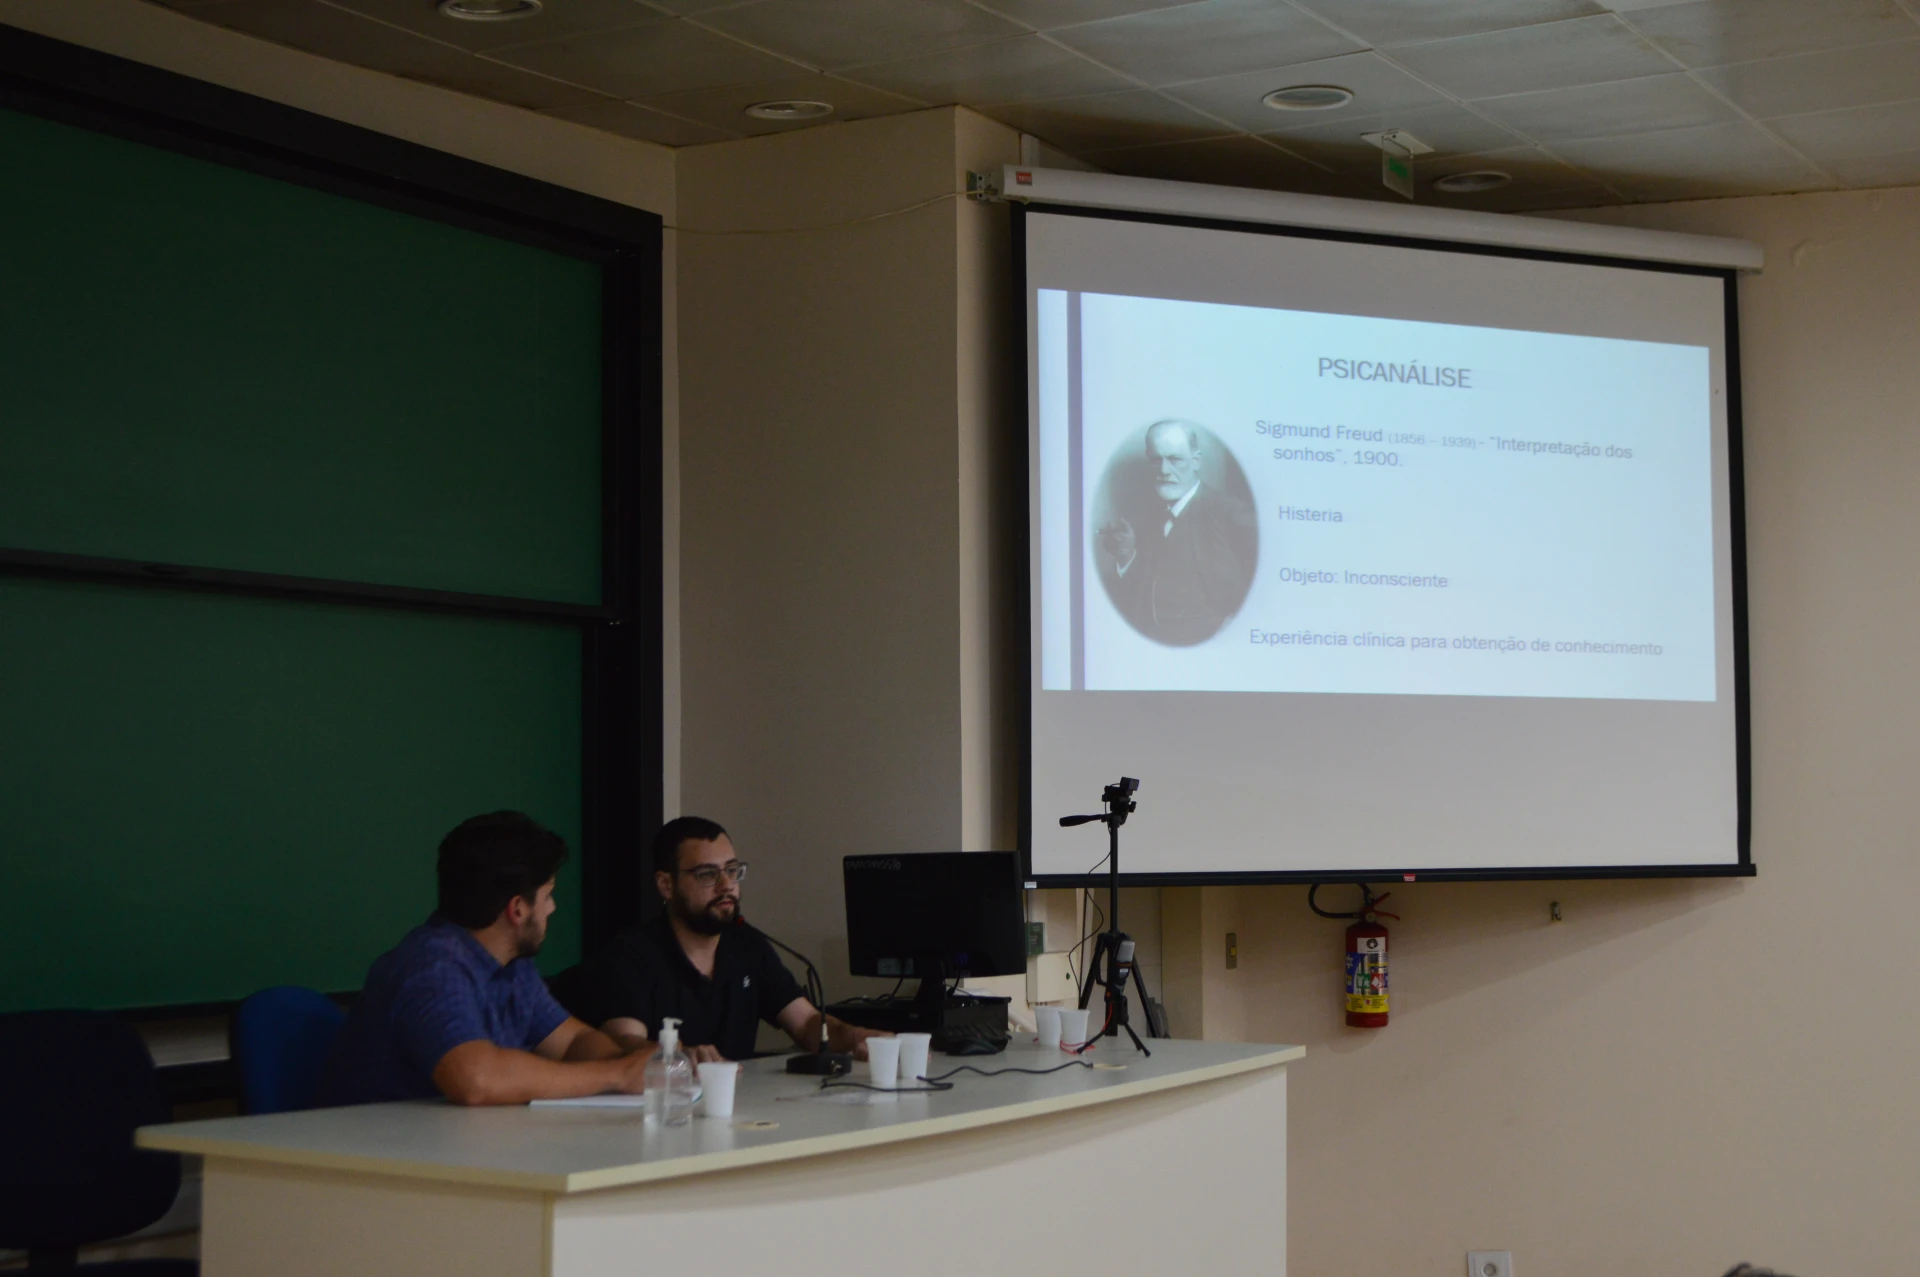 PSICANÁLISE
Sigmund Freud (1856 – 1939) - "Interpretação dos
sonhos", 1900.
Histeria
Objeto: Inconsciente
Experiência clínica para obtenção de conhecimento